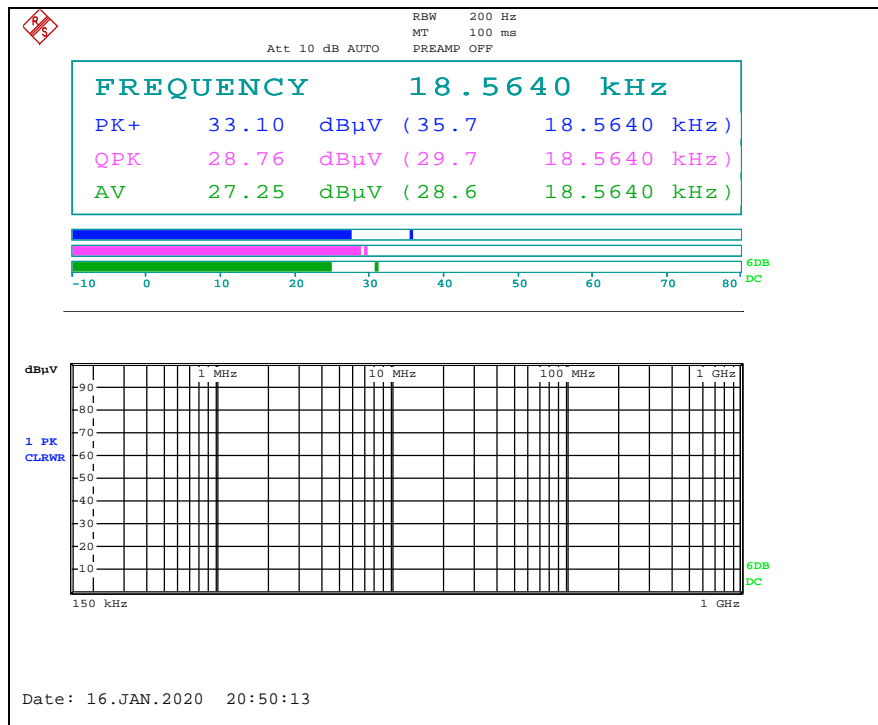 R
S
RBW 200 Hz
MT 100 ms
Att 10 dB AUTO PREAMP OFF
FREQUENCY 18.5640 kHz
PK+ 33.10 dBµV (35.7 18.5640 kHz)
QPK 28.76 dBµV (29.7 18.5640 kHz)
AV 27.25 dBµV (28.6 18.5640 kHz)
6DB
-10 0 10 20 30 40 50 60 70 80 DC
dBµV 1 MHz 10 MHz 100 MHz 1 GHz
90
80
70
1 PK
CLRWR 60
50
40
30
20
10 6DB
DC
150 kHz 1 GHz
Date: 16.JAN.2020 20:50:13